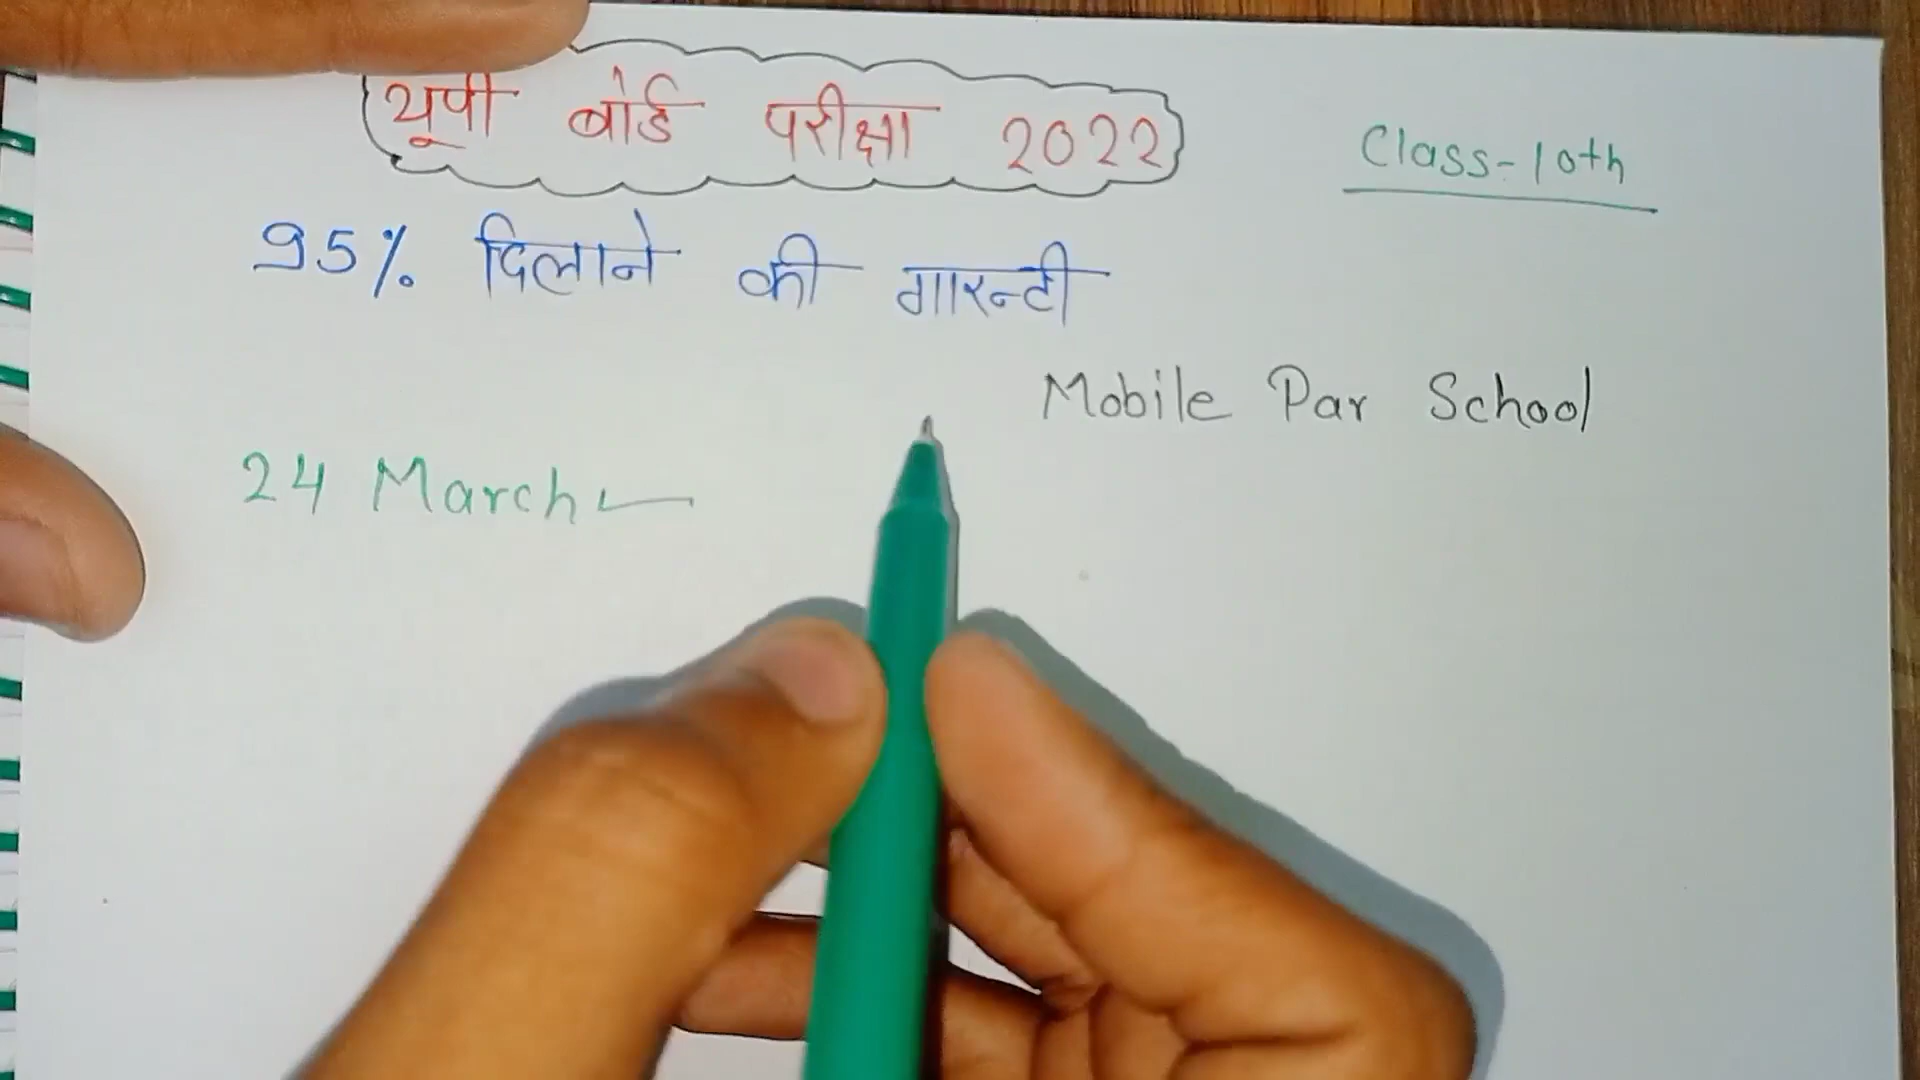 यूपी बोर्ड परीक्षा 2022
Class-10th
95% दिलाने की गारन्टी
Mobile Par School
24 March